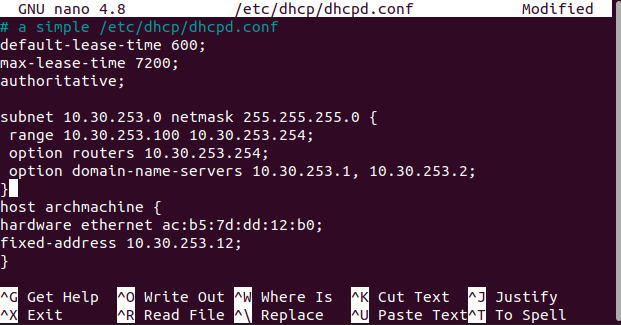 GNU nano 4.8 /etc/dhcp/dhcpd.conf Modified
# a simple /etc/dhcp/dhcpd.conf
default-lease-time 600;
max-lease-time 7200;
authoritative;
subnet 10.30.253.0 netmask 255.255.255.0 {
range 10.30.253.100 10.30.253.254;
option routers 10.30.253.254;
option domain-name-servers 10.30.253.1, 10.30.253.2;
}
host archmachine {
hardware ethernet ac:b5:7d:dd:12:b0;
fixed-address 10.30.253.12;
}
^G Get Help ^O Write Out ^W Where Is ^K Cut Text ^J Justify
^X Exit ^R Read File ^\ Replace ^U Paste Text ^T To Spell